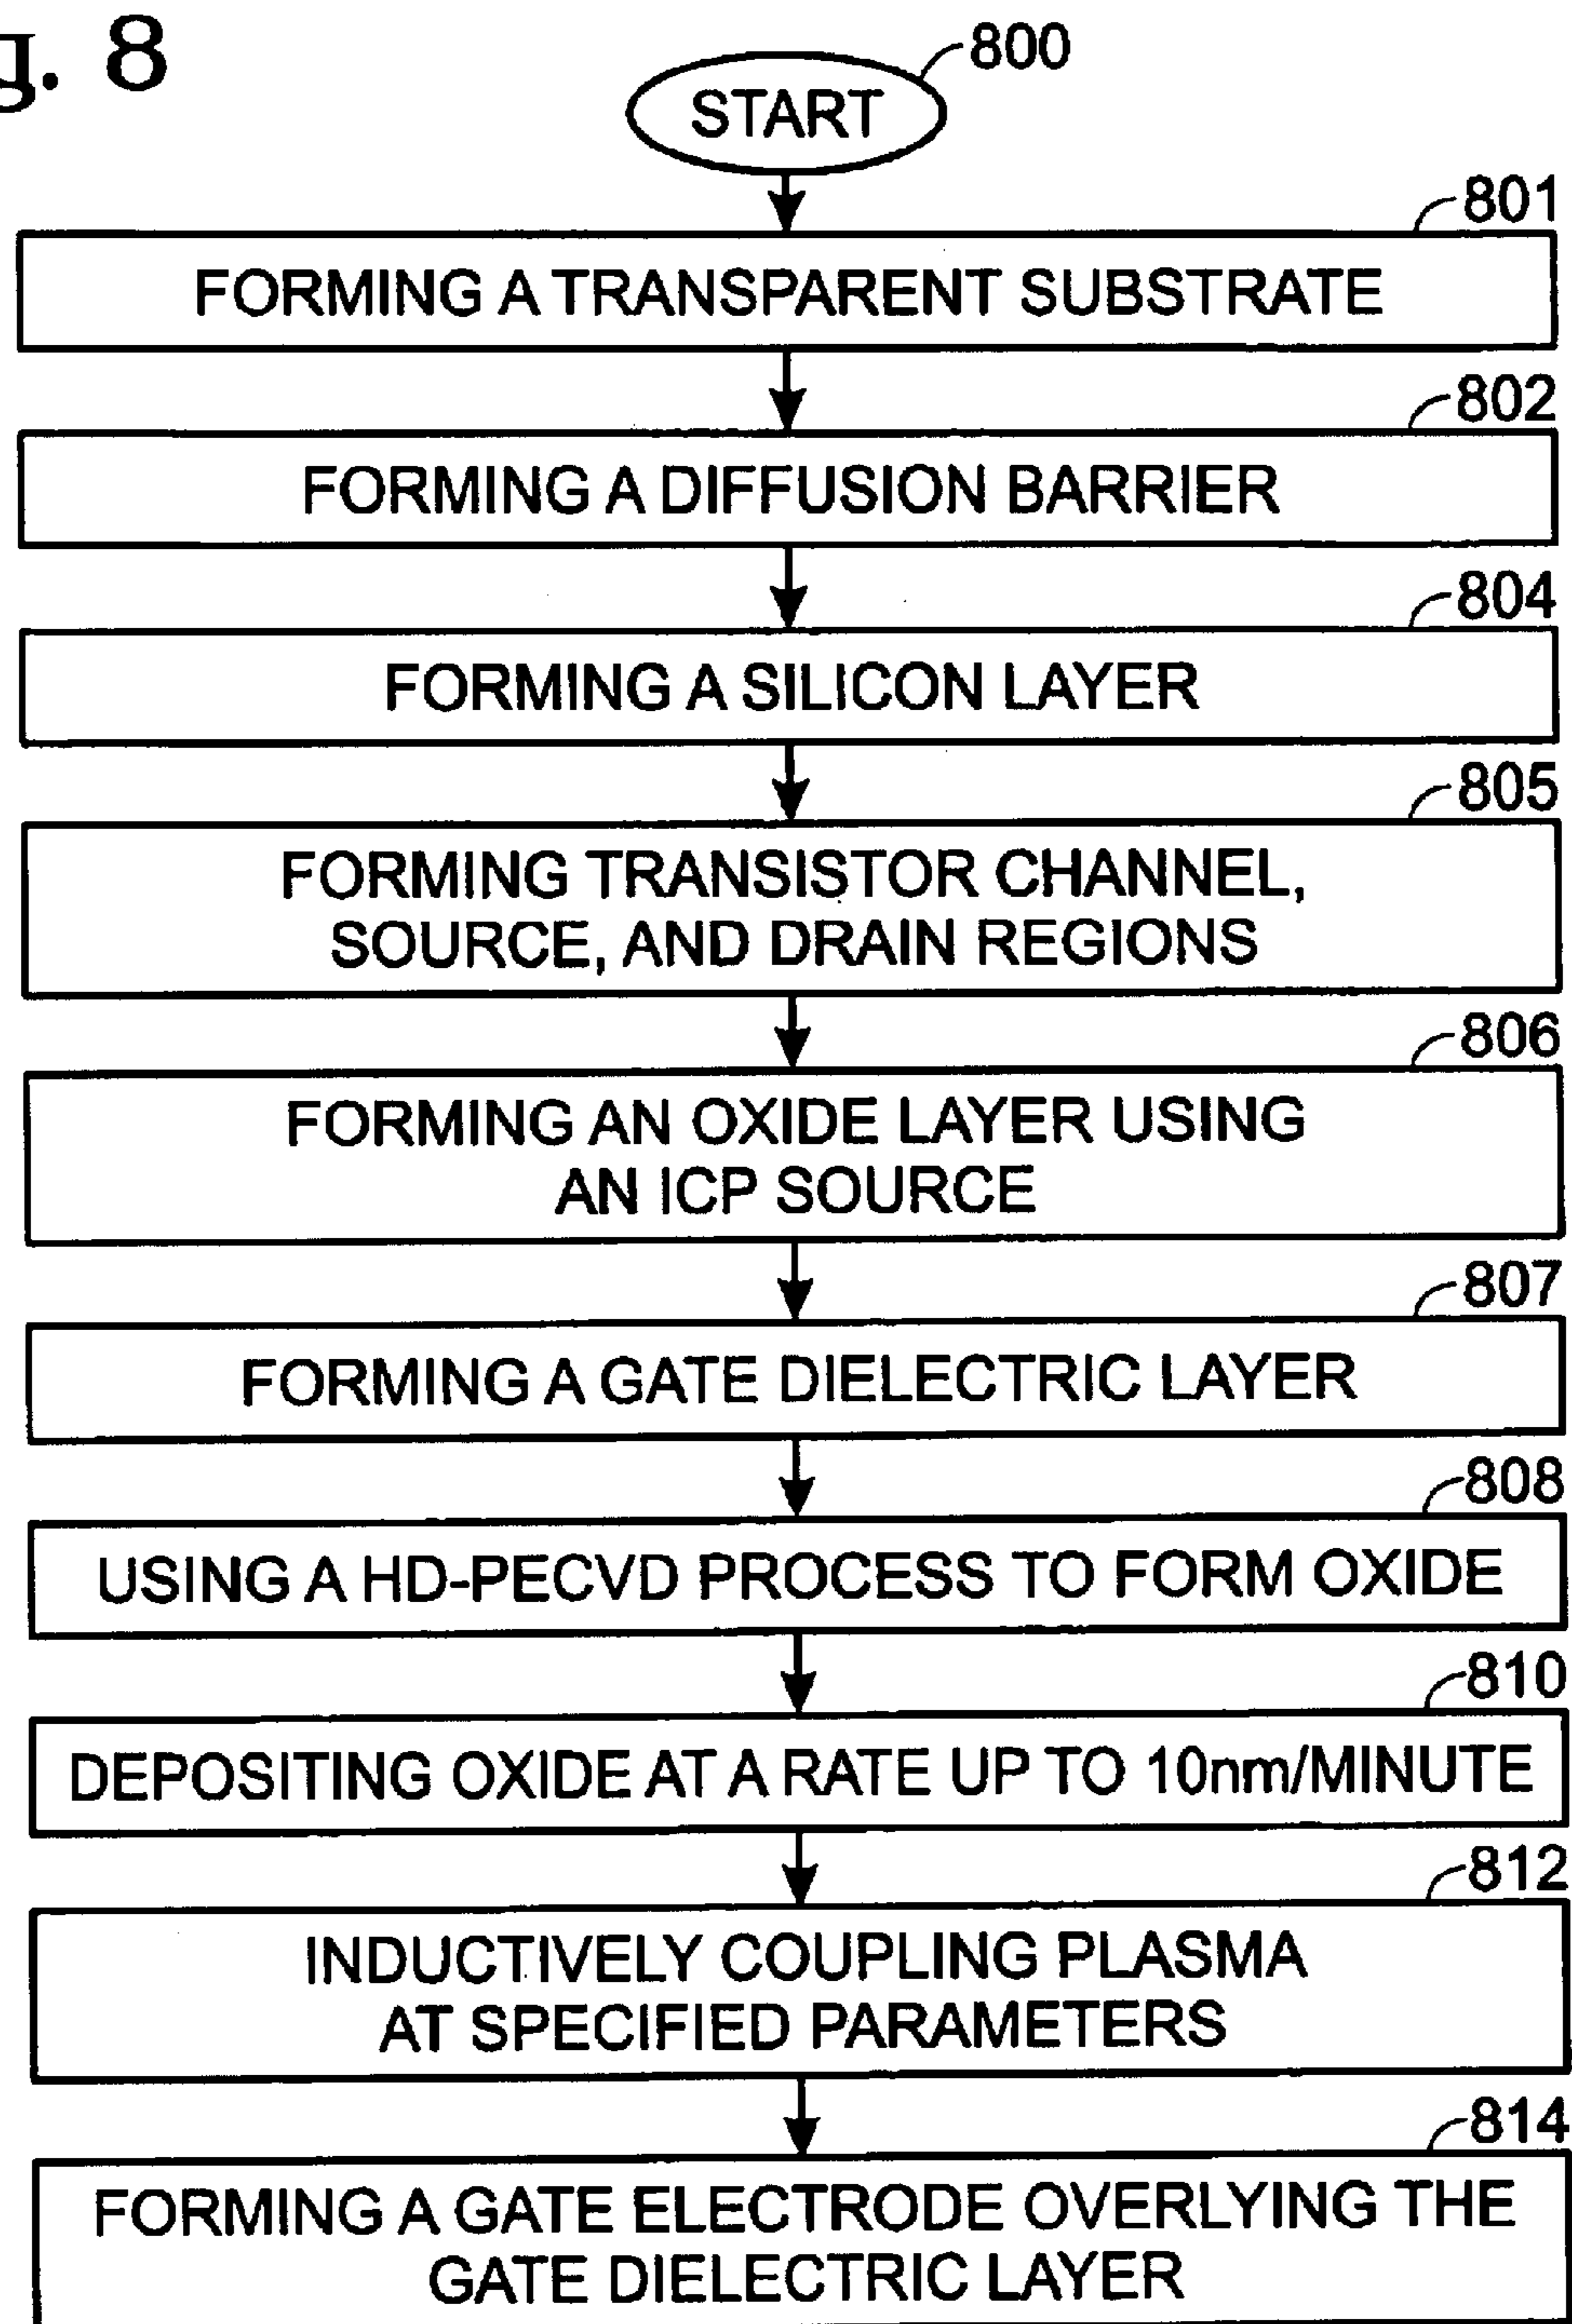 g. 8
800
START
801
FORMING A TRANSPARENT SUBSTRATE
802
FORMING A DIFFUSION BARRIER
804
FORMING A SILICON LAYER
805
FORMING TRANSISTOR CHANNEL,
SOURCE, AND DRAIN REGIONS
806
FORMING AN OXIDE LAYER USING
AN ICP SOURCE
807
FORMING A GATE DIELECTRIC LAYER
808
USING A HD-PECVD PROCESS TO FORM OXIDE
810
DEPOSITING OXIDE AT A RATE UP TO 10nm/MINUTE
812
INDUCTIVELY COUPLING PLASMA
AT SPECIFIED PARAMETERS
814
FORMING A GATE ELECTRODE OVERLYING THE
GATE DIELECTRIC LAYER